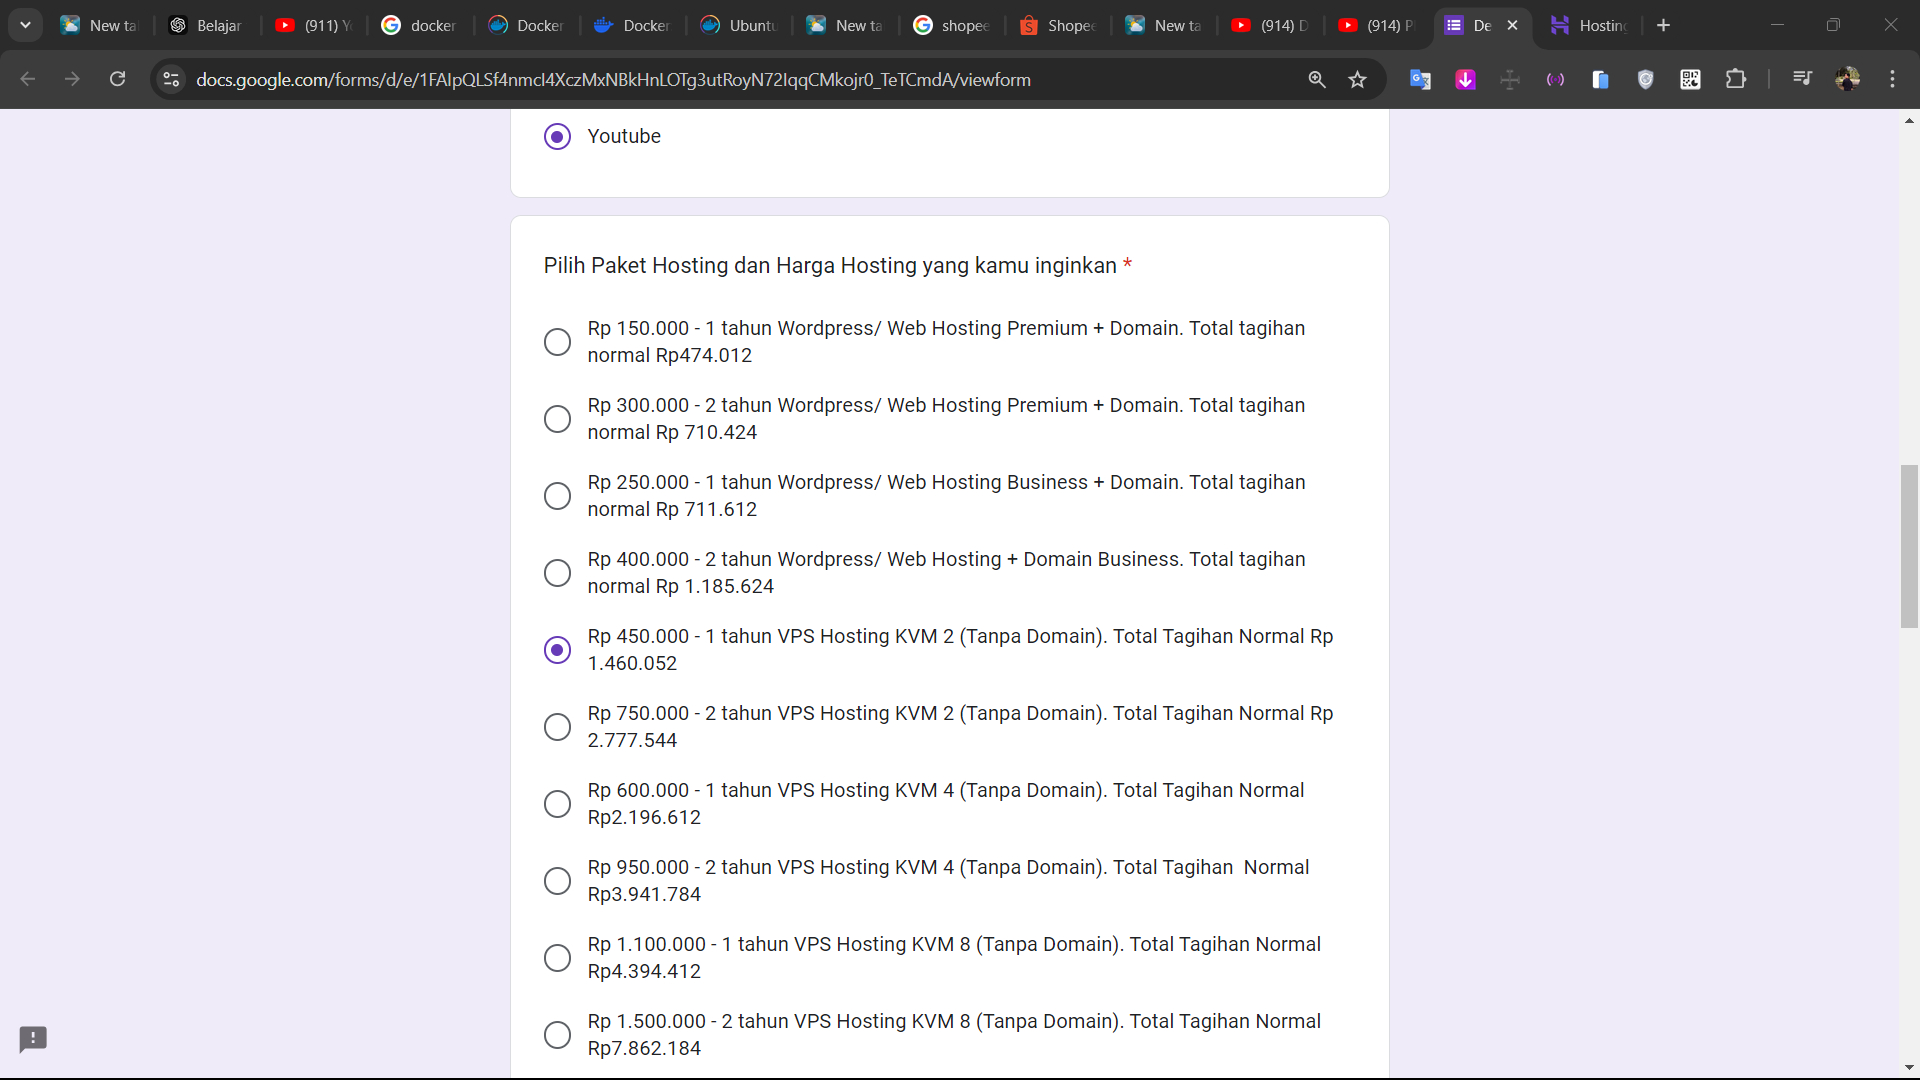 New ta
Belajar
(911) Y
docker
Docker
Docker
Ubuntu
New ta
shopee
Shopee
New ta
(914) D
(914) P
De
Hosting
docs.google.com/forms/d/e/1FAIpQLSf4nmcI4XczMxNBkHnLOTg3utRoyN72IqqCMkojr0_TeTCmdA/viewform
Youtube
Pilih Paket Hosting dan Harga Hosting yang kamu inginkan *
Rp 150.000 - 1 tahun Wordpress/ Web Hosting Premium + Domain. Total tagihan
normal Rp474.012
Rp 300.000 - 2 tahun Wordpress/ Web Hosting Premium + Domain. Total tagihan
normal Rp 710.424
Rp 250.000 - 1 tahun Wordpress/ Web Hosting Business + Domain. Total tagihan
normal Rp 711.612
Rp 400.000 - 2 tahun Wordpress/ Web Hosting + Domain Business. Total tagihan
normal Rp 1.185.624
Rp 450.000 - 1 tahun VPS Hosting KVM 2 (Tanpa Domain). Total Tagihan Normal Rp
1.460.052
Rp 750.000 - 2 tahun VPS Hosting KVM 2 (Tanpa Domain). Total Tagihan Normal Rp
2.777.544
Rp 600.000 - 1 tahun VPS Hosting KVM 4 (Tanpa Domain). Total Tagihan Normal
Rp2.196.612
Rp 950.000 - 2 tahun VPS Hosting KVM 4 (Tanpa Domain). Total Tagihan  Normal
Rp3.941.784
Rp 1.100.000 - 1 tahun VPS Hosting KVM 8 (Tanpa Domain). Total Tagihan Normal
Rp4.394.412
Rp 1.500.000 - 2 tahun VPS Hosting KVM 8 (Tanpa Domain). Total Tagihan Normal
Rp7.862.184